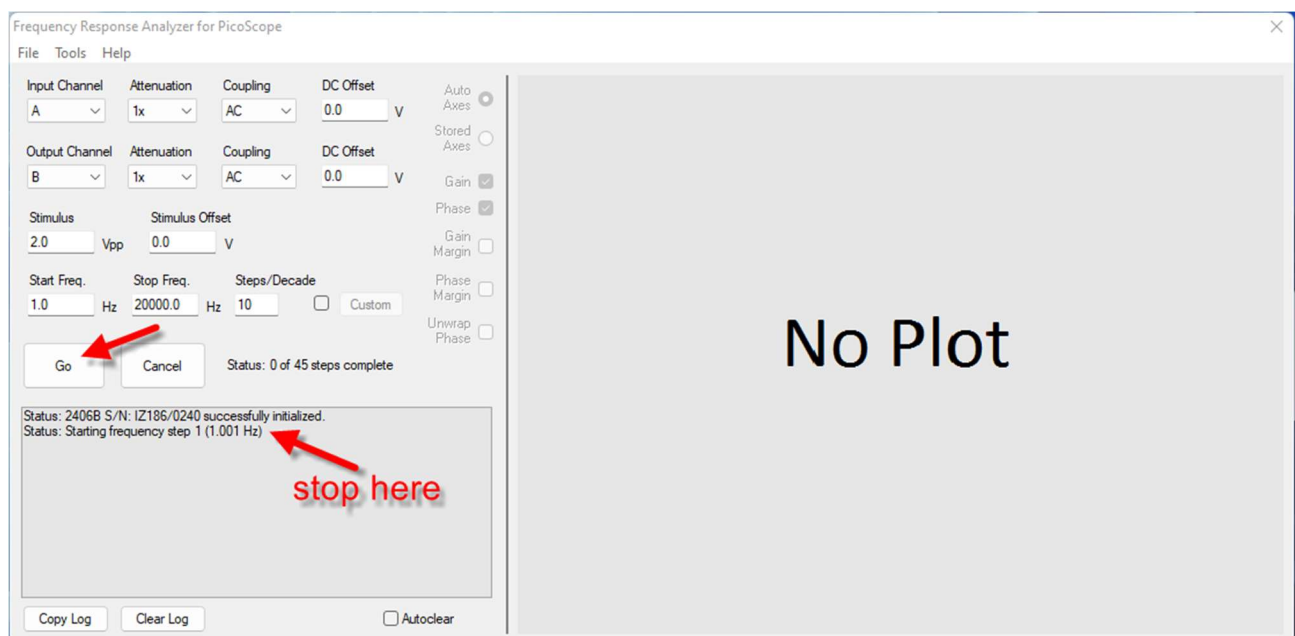 Frequency Response Analyzer for PicoScope
File Tools Help
Input Channel Attenuation Coupling DC Offset
A 1x AC 0.0 V
Output Channel Attenuation Coupling DC Offset
B 1x AC 0.0 V
Stimulus Stimulus Offset
2.0 Vpp 0.0 V
Start Freq. Stop Freq. Steps/Decade
1.0 Hz 20000.0 Hz 10 Custom
Go Cancel Status: 0 of 45 steps complete
Auto
Axes
Stored
Axes
Gain
Phase
Gain
Margin
Phase
Margin
Unwrap
Phase
Status: 2406B S/N: IZ186/0240 successfully initialized.
Status: Starting frequency step 1 (1.001 Hz)
stop here
Copy Log Clear Log Autoclear
No Plot